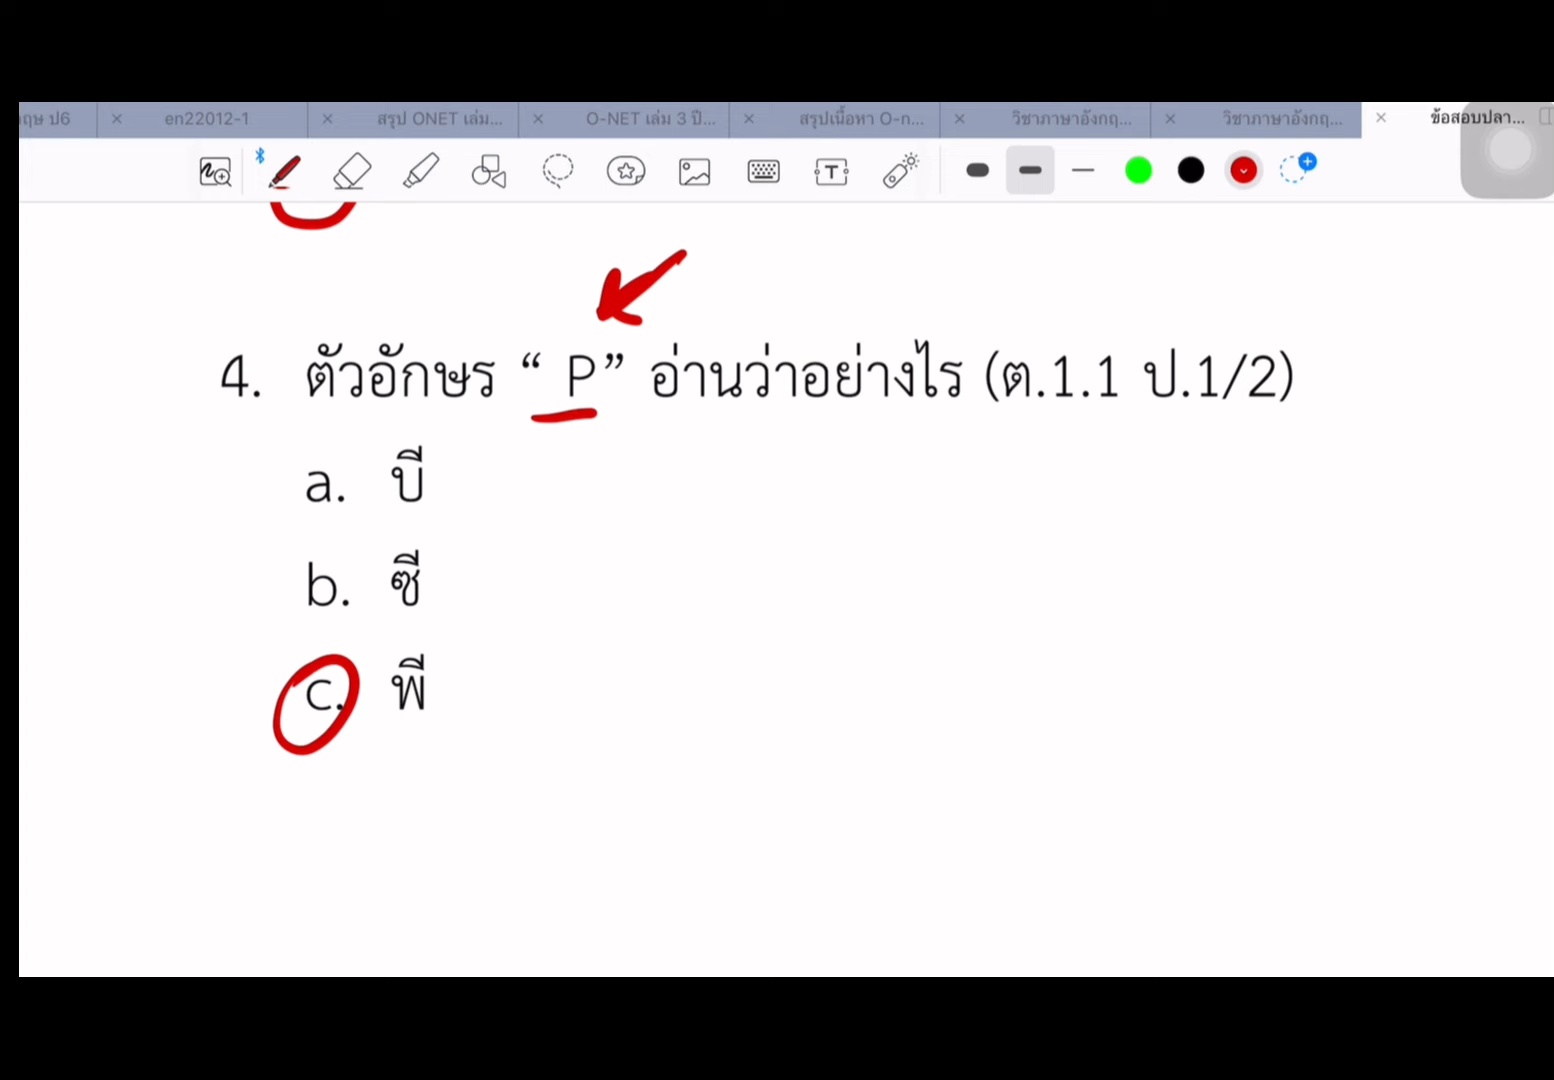 ฤษ ป6 × en22012-1 × สรุป ONET เล่ม... × O-NET เล่ม 3 ปี... × สรุปเนื้อหา O-n... × วิชาภาษาอังกฤ... × วิชาภาษาอังกฤ... × ข้อสอบปลา...
4. ตัวอักษร “ P” อ่านว่าอย่างไร (ต.1.1 ป.1/2)
a. บี
b. ซี
c. พี